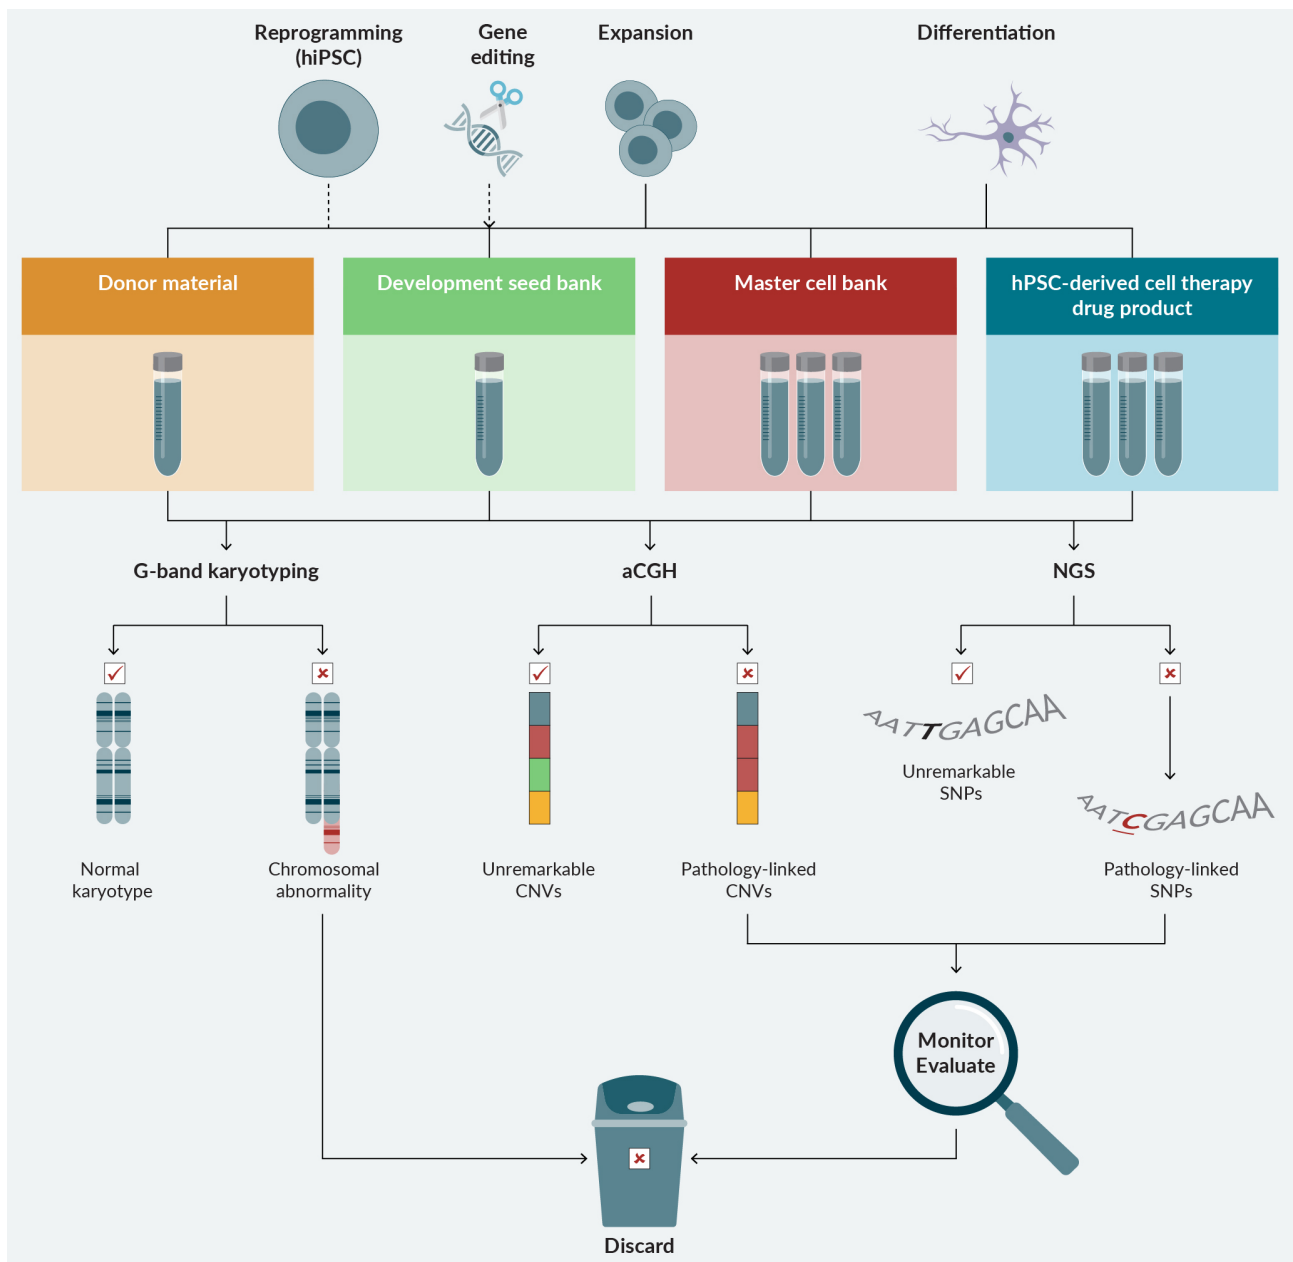 Reprogramming
(hiPSC)
Gene
editing
Expansion
Differentiation
Donor material
Development seed bank
Master cell bank
hPSC-derived cell therapy
drug product
G-band karyotyping
aCGH
NGS
AATTGAGCAA
Unremarkable
SNPs
AATCGAGCAA
Normal
karyotype
Chromosomal
abnormality
Unremarkable
CNVs
Pathology-linked
CNVs
Pathology-linked
SNPs
Monitor
Evaluate
Discard